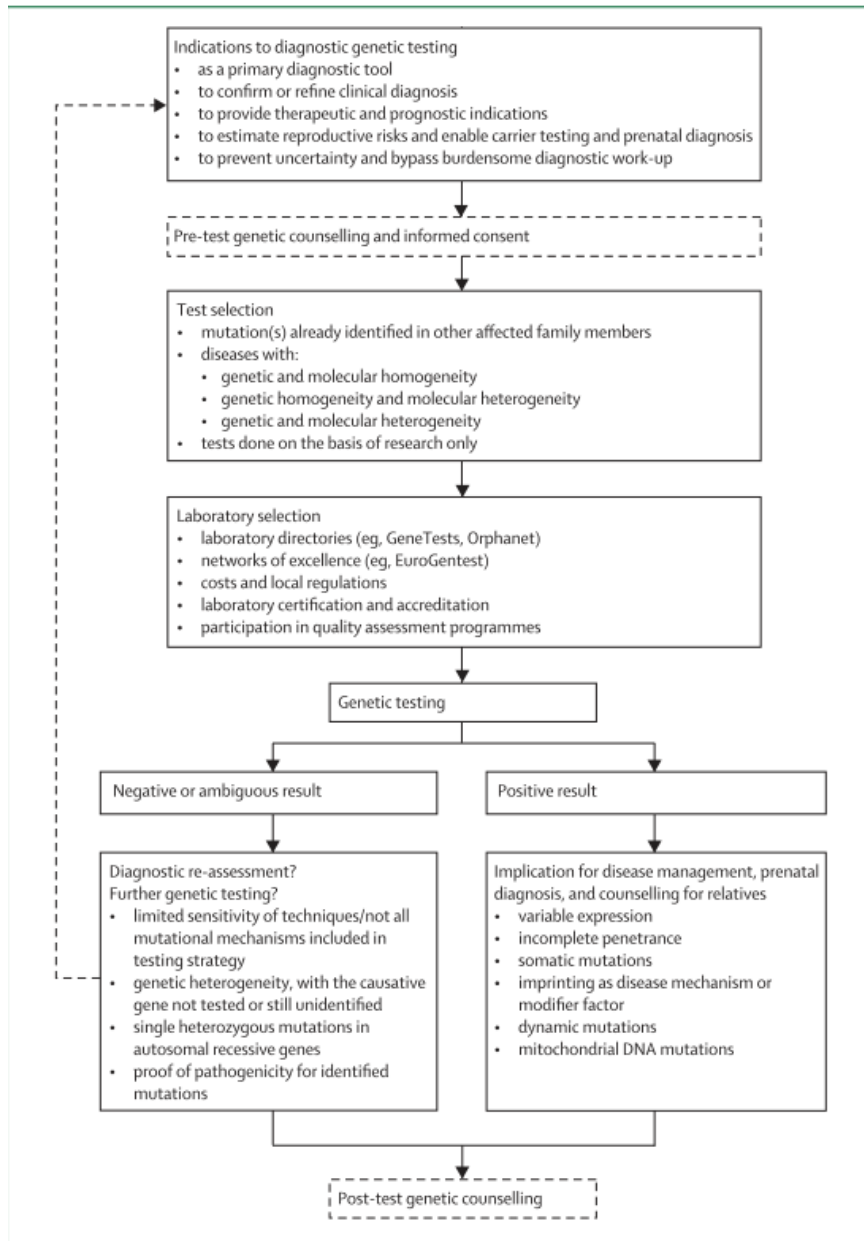 Indications to diagnostic genetic testing
• as a primary diagnostic tool
• to confirm or refine clinical diagnosis
• to provide therapeutic and prognostic indications
• to estimate reproductive risks and enable carrier testing and prenatal diagnosis
• to prevent uncertainty and bypass burdensome diagnostic work-up
Pre-test genetic counselling and informed consent
Test selection
• mutation(s) already identified in other affected family members
• diseases with:
• genetic and molecular homogeneity
• genetic homogeneity and molecular heterogeneity
• genetic and molecular heterogeneity
• tests done on the basis of research only
Laboratory selection
• laboratory directories (eg, GeneTests, Orphanet)
• networks of excellence (eg, EuroGentest)
• costs and local regulations
• laboratory certification and accreditation
• participation in quality assessment programmes
Genetic testing
Negative or ambiguous result
Diagnostic re-assessment?
Further genetic testing?
• limited sensitivity of techniques/not all
mutational mechanisms included in
testing strategy
• genetic heterogeneity, with the causative
gene not tested or still unidentified
• single heterozygous mutations in
autosomal recessive genes
• proof of pathogenicity for identified
mutations
Positive result
Implication for disease management, prenatal
diagnosis, and counselling for relatives
• variable expression
• incomplete penetrance
• somatic mutations
• imprinting as disease mechanism or
modifier factor
• dynamic mutations
• mitochondrial DNA mutations
Post-test genetic counselling